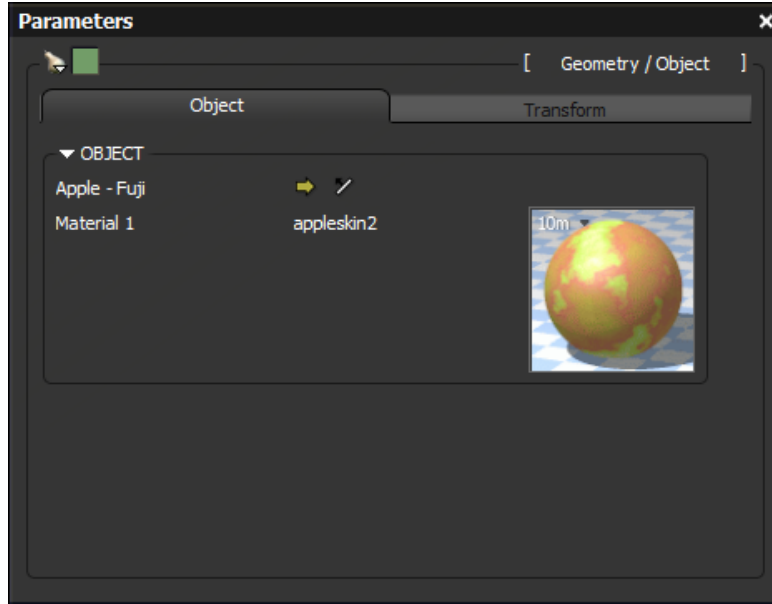 Parameters
[ Geometry / Object ]
Object Transform
OBJECT
Apple - Fuji
Material 1 appleskin2 10m